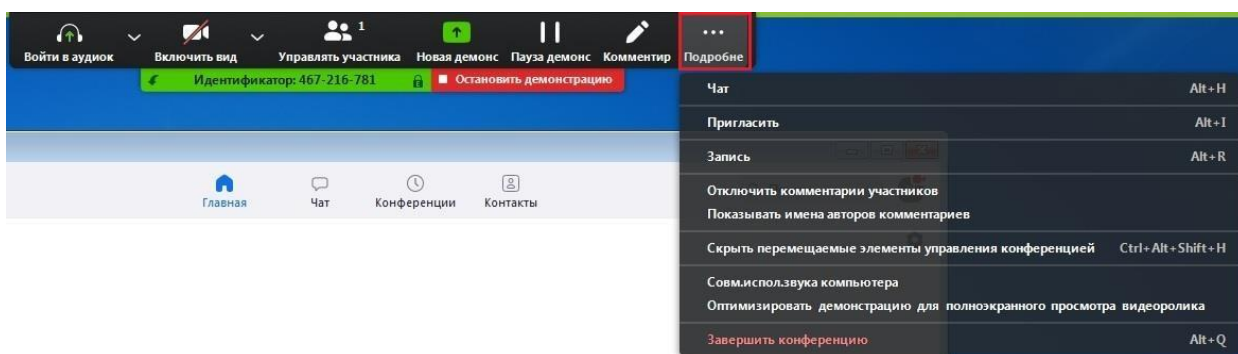 1
Войти в аудиок Включить вид Управлять участника Новая демонс Пауза демонс Комментир Подробне
Идентификатор: 467-216-781 Остановить демонстрацию
Чат Alt+H
Пригласить Alt+I
Запись Alt+R
Отключить комментарии участников
Показывать имена авторов комментариев
Скрыть перемещаемые элементы управления конференцией Ctrl+Alt+Shift+H
Совм.испол.звука компьютера
Оптимизировать демонстрацию для полноэкранного просмотра видеоролика
Завершить конференцию Alt+Q
Главная Чат Конференции Контакты